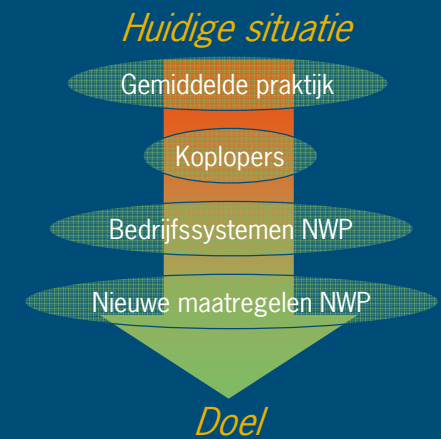 Huidige situatie
Gemiddelde praktijk
Koplopers
Bedrijfssystemen NWP
Nieuwe maatregelen NWP
Doel